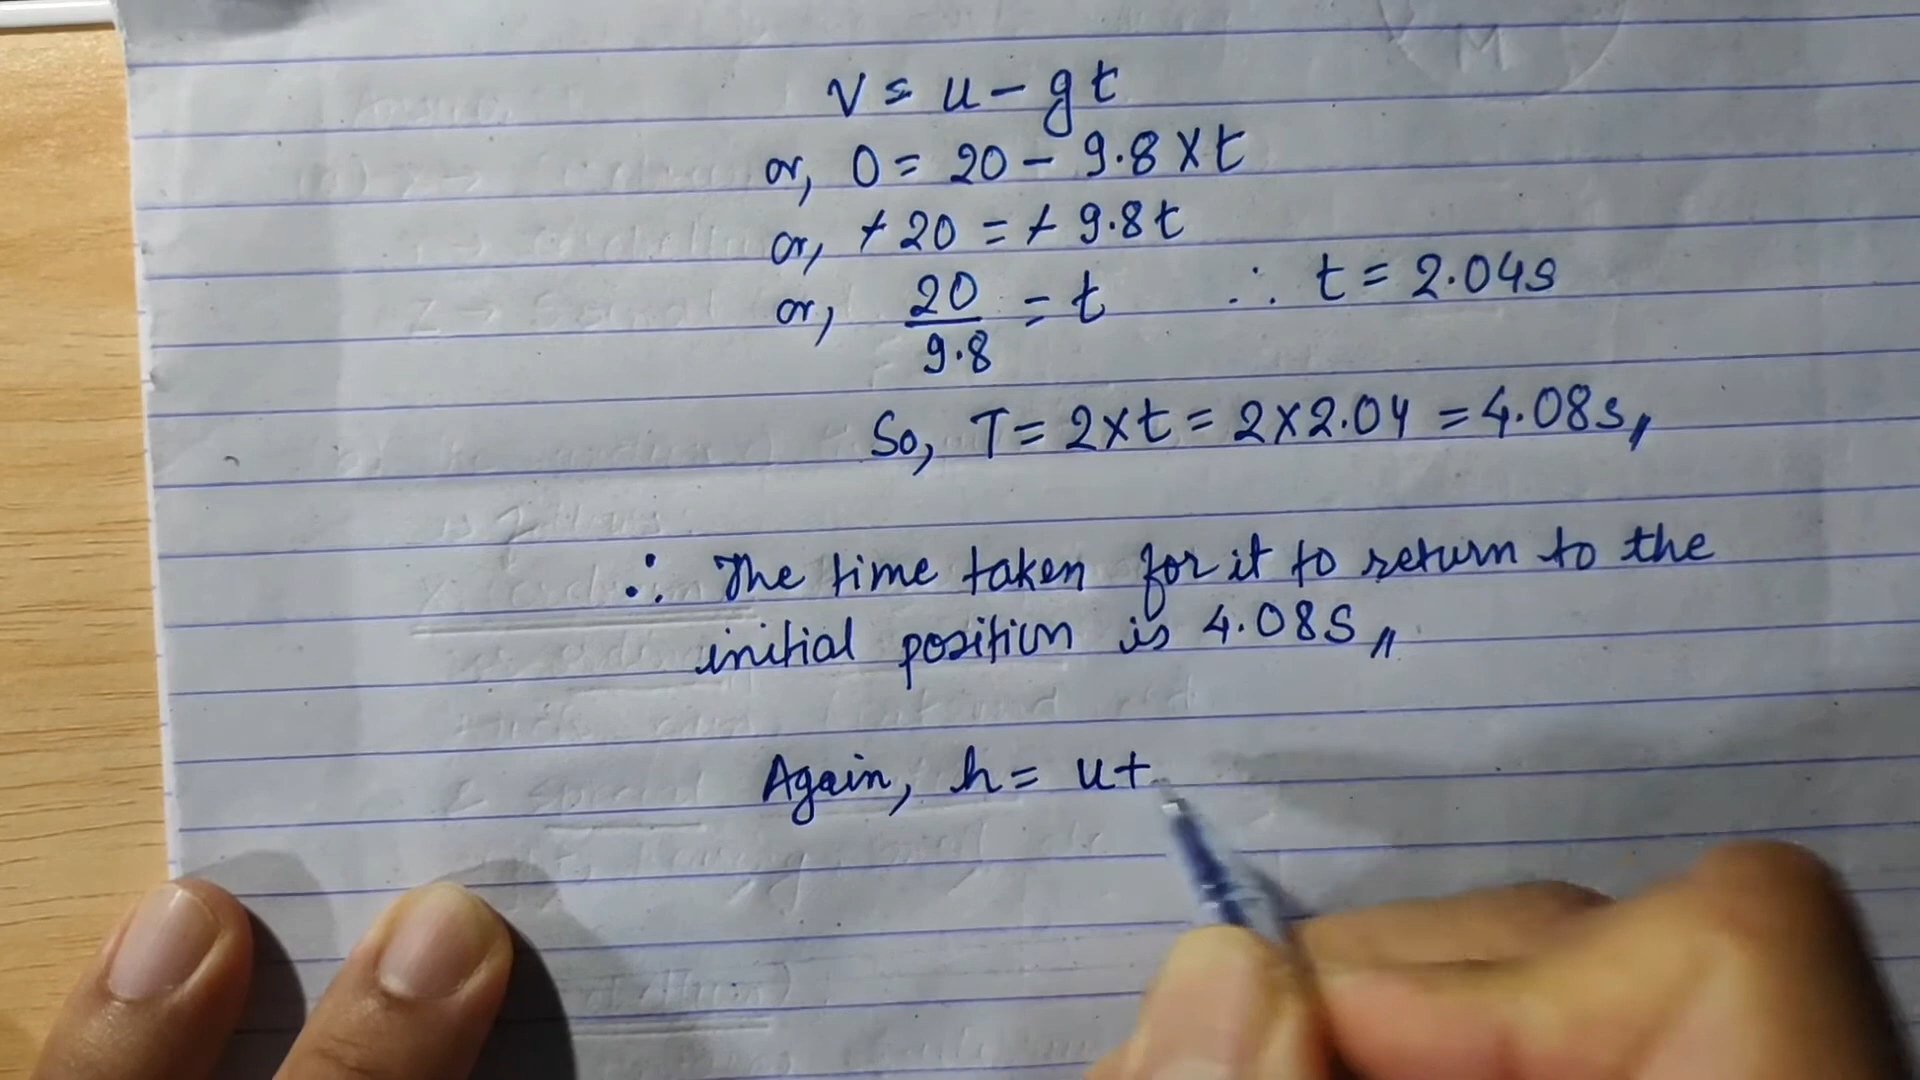 v = u - gt
or, 0 = 20 - 9.8 × t
or, +20 = + 9.8t
or, 20/9.8 = t ∴ t = 2.04s
So, T = 2×t = 2×2.04 = 4.08s,,
∴ The time taken for it to return to the
initial position is 4.08s,,
Again, h = ut